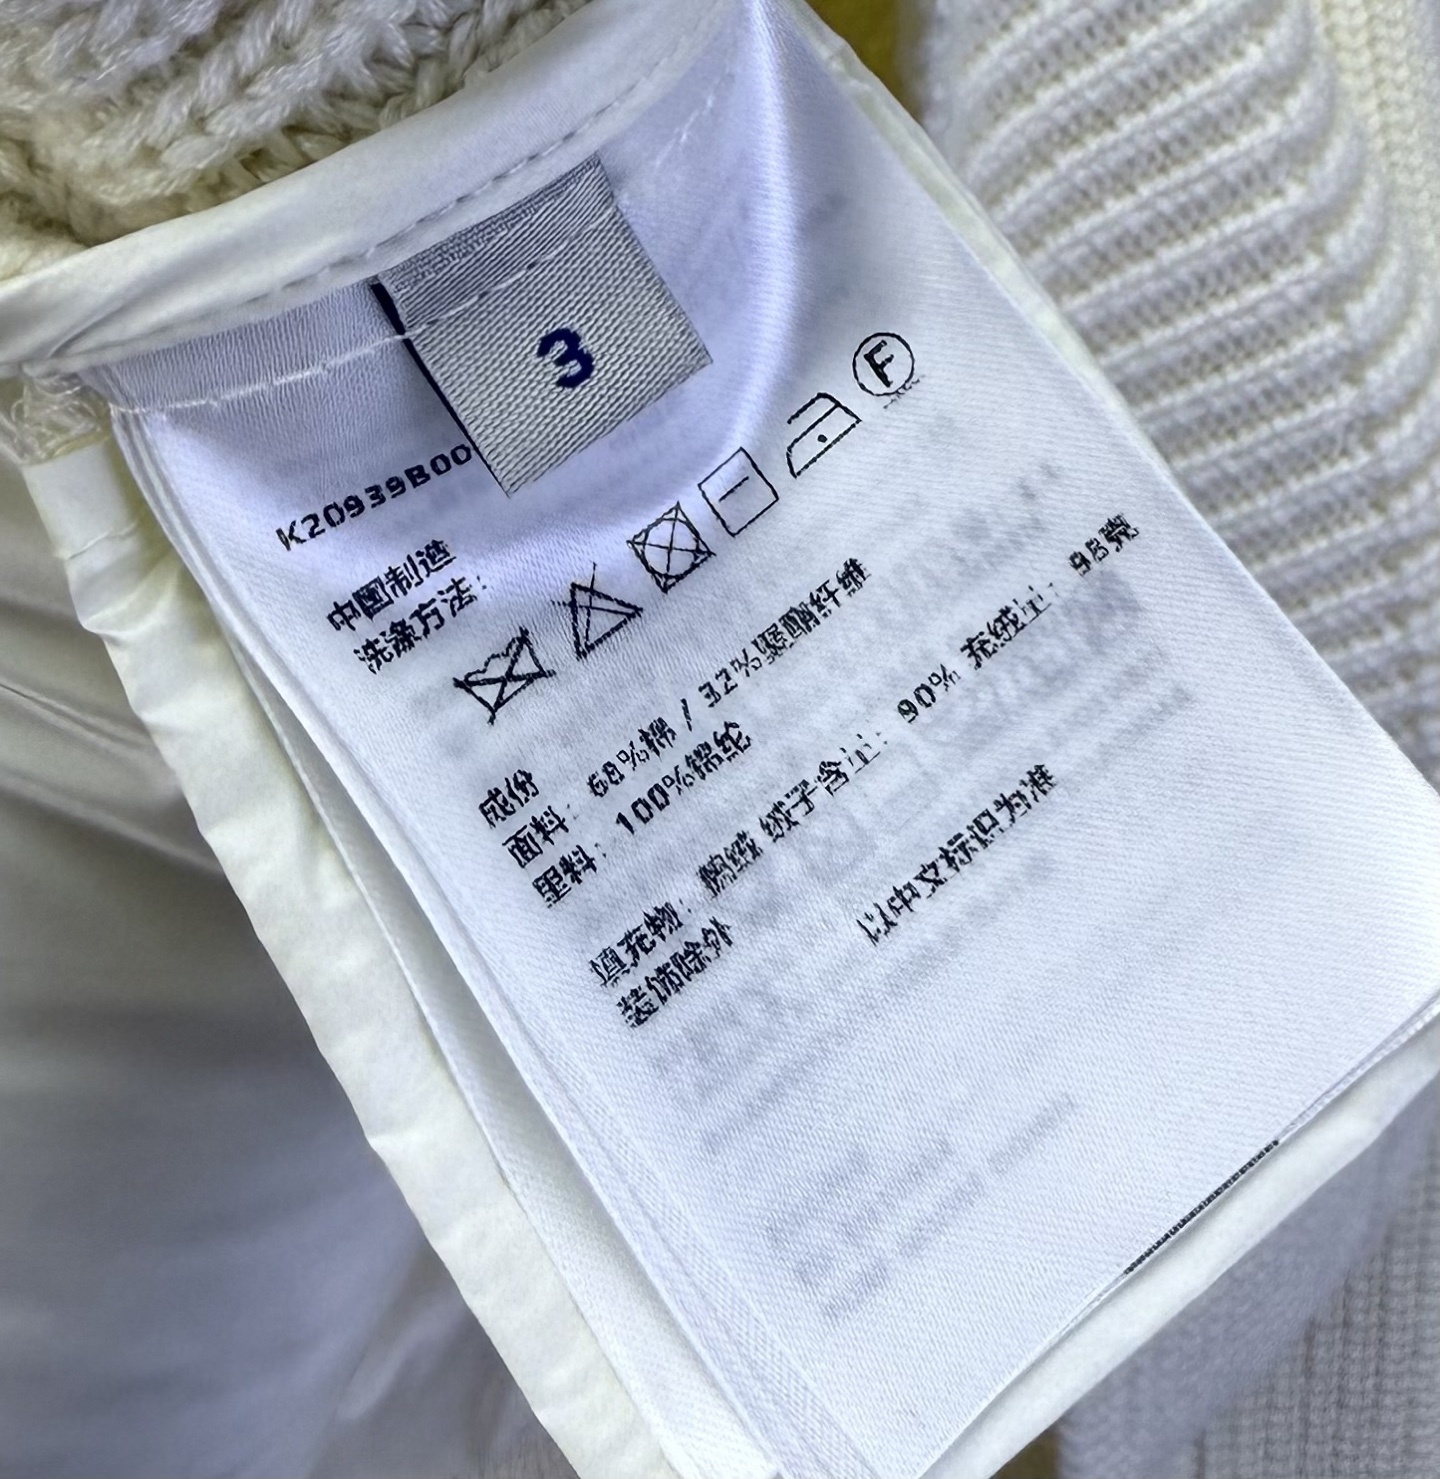 3
K20939B00
中国制造
洗涤方法:
F
成份
面料: 68%棉 / 32%聚酯纤维
里料: 100%锦纶
填充物: 鹅绒 绒子含量: 90% 充绒量: 98克
装饰除外
以中文标识为准